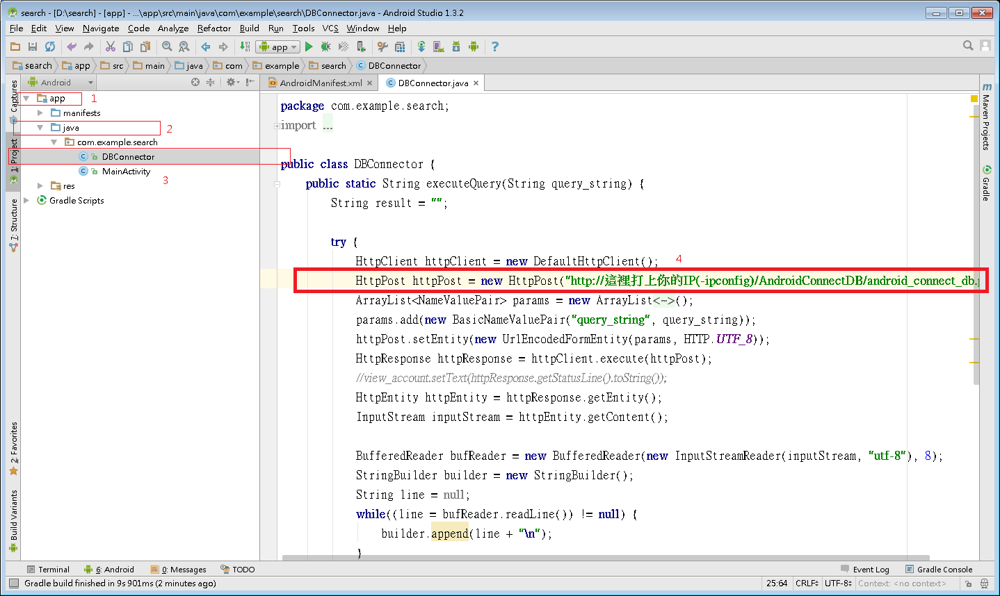 search - [D:\search] - [app] - ...\app\src\main\java\com\example\search\DBConnector.java - Android Studio 1.3.2
File Edit View Navigate Code Analyze Refactor Build Run Tools VCS Window Help
app
search app src main java com example search DBConnector
Android
AndroidManifest.xml DBConnector.java
Captures
1: Project
7: Structure
2: Favorites
Build Variants
app 1
manifests
java 2
com.example.search
DBConnector
MainActivity 3
res
Gradle Scripts
package com.example.search;
import ...
public class DBConnector {
public static String executeQuery(String query_string) {
String result = "";
try {
HttpClient httpClient = new DefaultHttpClient(); 4
HttpPost httpPost = new HttpPost("http://這裡打上你的IP(-ipconfig)/AndroidConnectDB/android_connect_db.p
ArrayList<NameValuePair> params = new ArrayList<~>();
params.add(new BasicNameValuePair("query_string", query_string));
httpPost.setEntity(new UrlEncodedFormEntity(params, HTTP.UTF_8));
HttpResponse httpResponse = httpClient.execute(httpPost);
//view_account.setText(httpResponse.getStatusLine().toString());
HttpEntity httpEntity = httpResponse.getEntity();
InputStream inputStream = httpEntity.getContent();
BufferedReader bufReader = new BufferedReader(new InputStreamReader(inputStream, "utf-8"), 8);
StringBuilder builder = new StringBuilder();
String line = null;
while((line = bufReader.readLine()) != null) {
builder.append(line + "\n");
}
m Maven Projects
Gradle
Terminal 6: Android 0: Messages TODO Event Log Gradle Console
Gradle build finished in 9s 901ms (2 minutes ago) 25:64 CRLF UTF-8 Context: <no context>